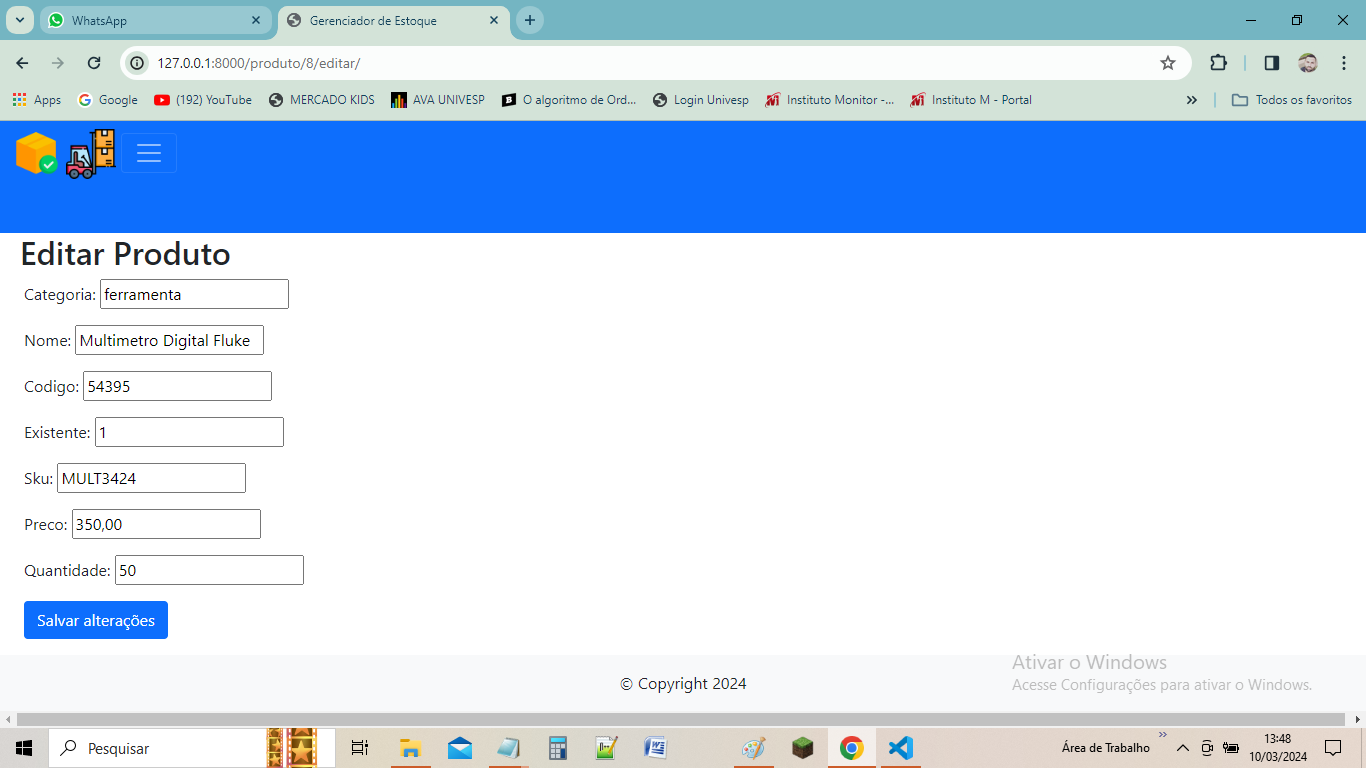 WhatsApp
Gerenciador de Estoque
127.0.0.1:8000/produto/8/editar/
Apps Google (192) YouTube MERCADO KIDS AVA UNIVESP O algoritmo de Ord... Login Univesp Instituto Monitor -... Instituto M - Portal » Todos os favoritos
Editar Produto
Categoria: ferramenta
Nome: Multimetro Digital Fluke
Codigo: 54395
Existente: 1
Sku: MULT3424
Preco: 350,00
Quantidade: 50
Salvar alterações
© Copyright 2024
Ativar o Windows
Acesse Configurações para ativar o Windows.
Pesquisar
Área de Trabalho »
13:48
10/03/2024